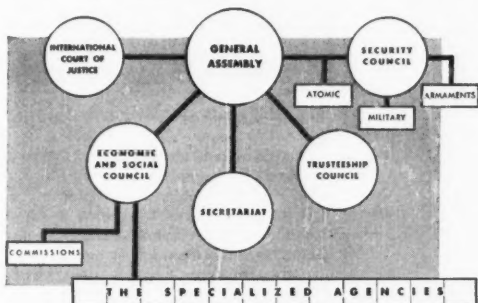 INTERNATIONAL
COURT OF
JUSTICE
GENERAL
ASSEMBLY
SECURITY
COUNCIL
ATOMIC
ARMAMENTS
MILITARY
ECONOMIC
AND SOCIAL
COUNCIL
TRUSTEESHIP
COUNCIL
SECRETARIAT
COMMISSIONS
THE SPECIALIZED AGENCIES